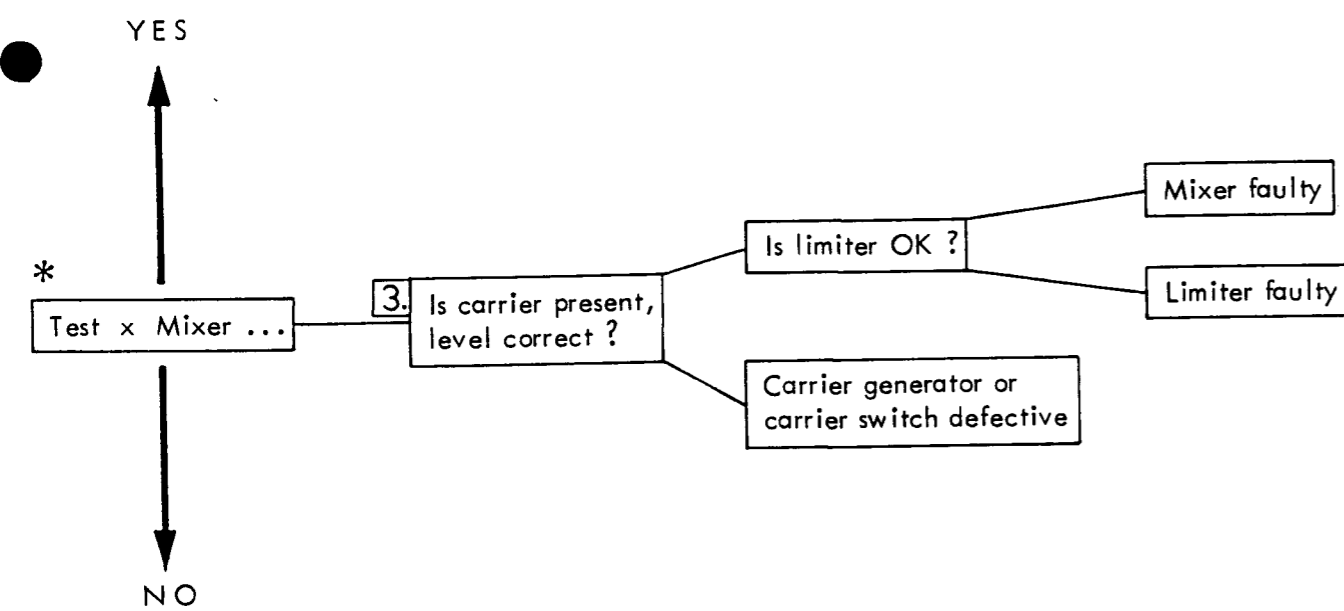 YES
*
Test x Mixer ...
3.
Is carrier present,
level correct ?
Is limiter OK ?
Mixer faulty
Limiter faulty
Carrier generator or
carrier switch defective
NO